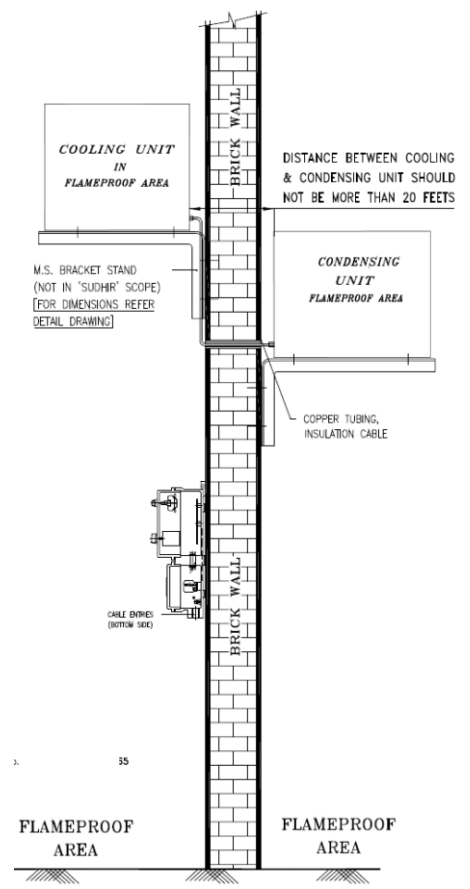 BRICK WALL
COOLING UNIT
IN
FLAMEPROOF AREA
DISTANCE BETWEEN COOLING
& CONDENSING UNIT SHOULD
NOT BE MORE THAN 20 FEETS
M.S. BRACKET STAND
(NOT IN 'SUDHIR' SCOPE)
[FOR DIMENSIONS REFER
DETAIL DRAWING]
CONDENSING
UNIT
FLAMEPROOF AREA
COPPER TUBING,
INSULATION CABLE
BRICK WALL
CABLE ENTRIES
(BOTTOM SIDE)
55
FLAMEPROOF
AREA
FLAMEPROOF
AREA